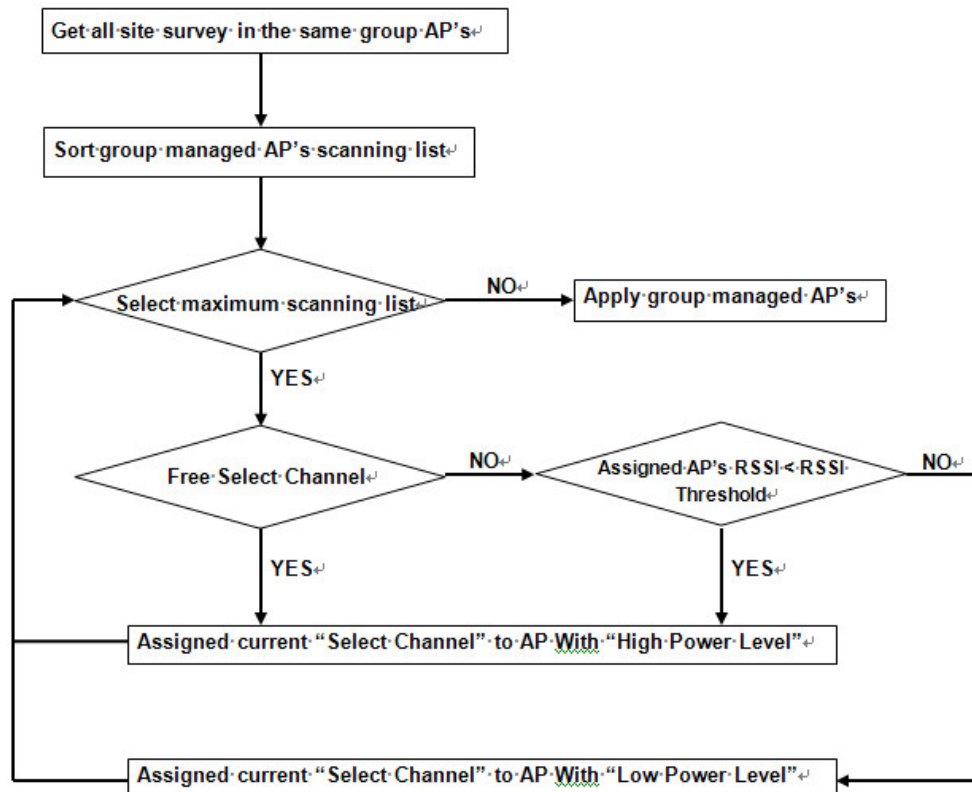 Get all site survey in the same group AP's
Sort group managed AP's scanning list
Select maximum scanning list
NO
Apply group managed AP's
YES
Free Select Channel
NO
Assigned AP's RSSI < RSSI
Threshold
NO
YES
YES
Assigned current “Select Channel” to AP With “High Power Level”
Assigned current “Select Channel” to AP With “Low Power Level”